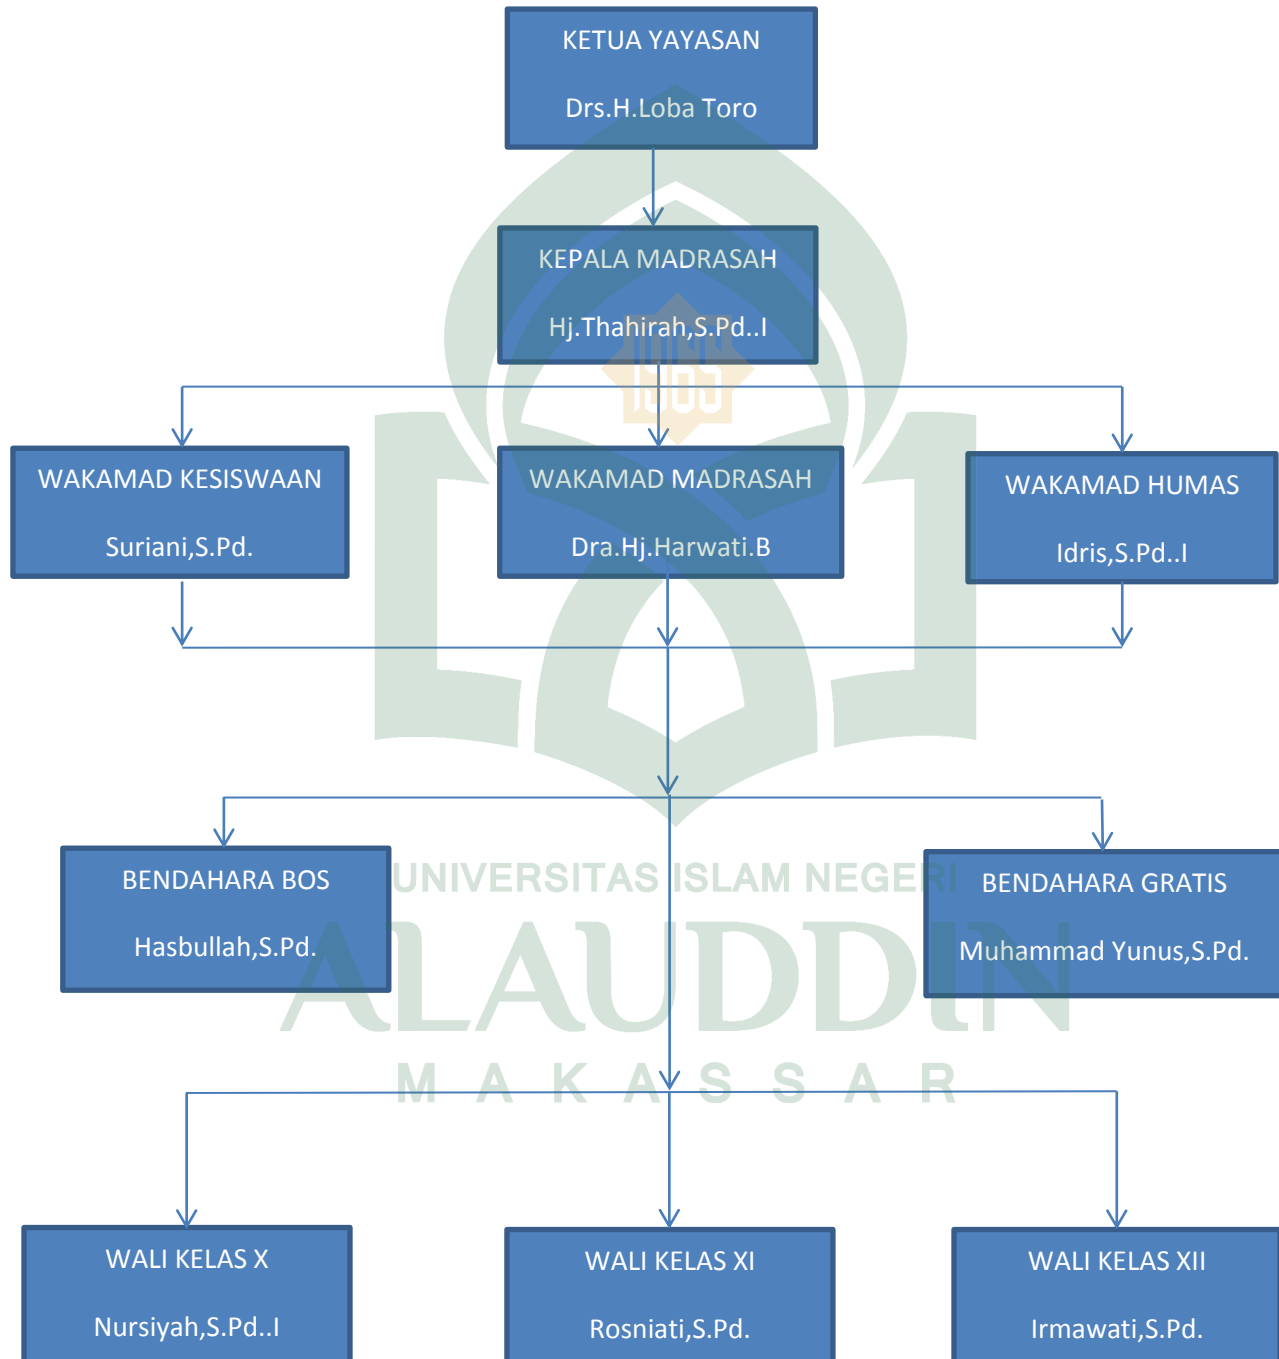 KETUA YAYASAN
Drs.H.Loba Toro
KEPALA MADRASAH
Hj.Thahirah,S.Pd..I
1965
WAKAMAD KESISWAAN
Suriani,S.Pd.
WAKAMAD MADRASAH
Dra.Hj.Harwati.B
WAKAMAD HUMAS
Idris,S.Pd..I
BENDAHARA BOS
Hasbullah,S.Pd.
BENDAHARA GRATIS
Muhammad Yunus,S.Pd.
UNIVERSITAS ISLAM NEGERI
ALAUDDIN
MAKASSAR
WALI KELAS X
Nursiyah,S.Pd..I
WALI KELAS XI
Rosniati,S.Pd.
WALI KELAS XII
Irmawati,S.Pd.